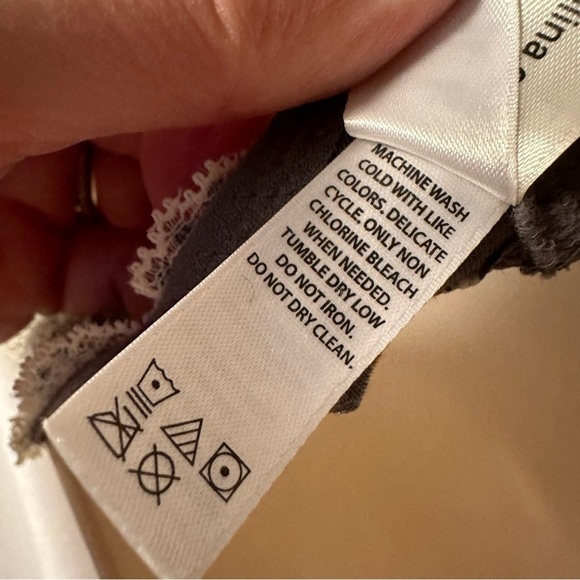 MACHINE WASH
COLD WITH LIKE
COLORS, DELICATE
CYCLE. ONLY NON
CHLORINE BLEACH
WHEN NEEDED.
TUMBLE DRY LOW
DO NOT IRON.
DO NOT DRY CLEAN.